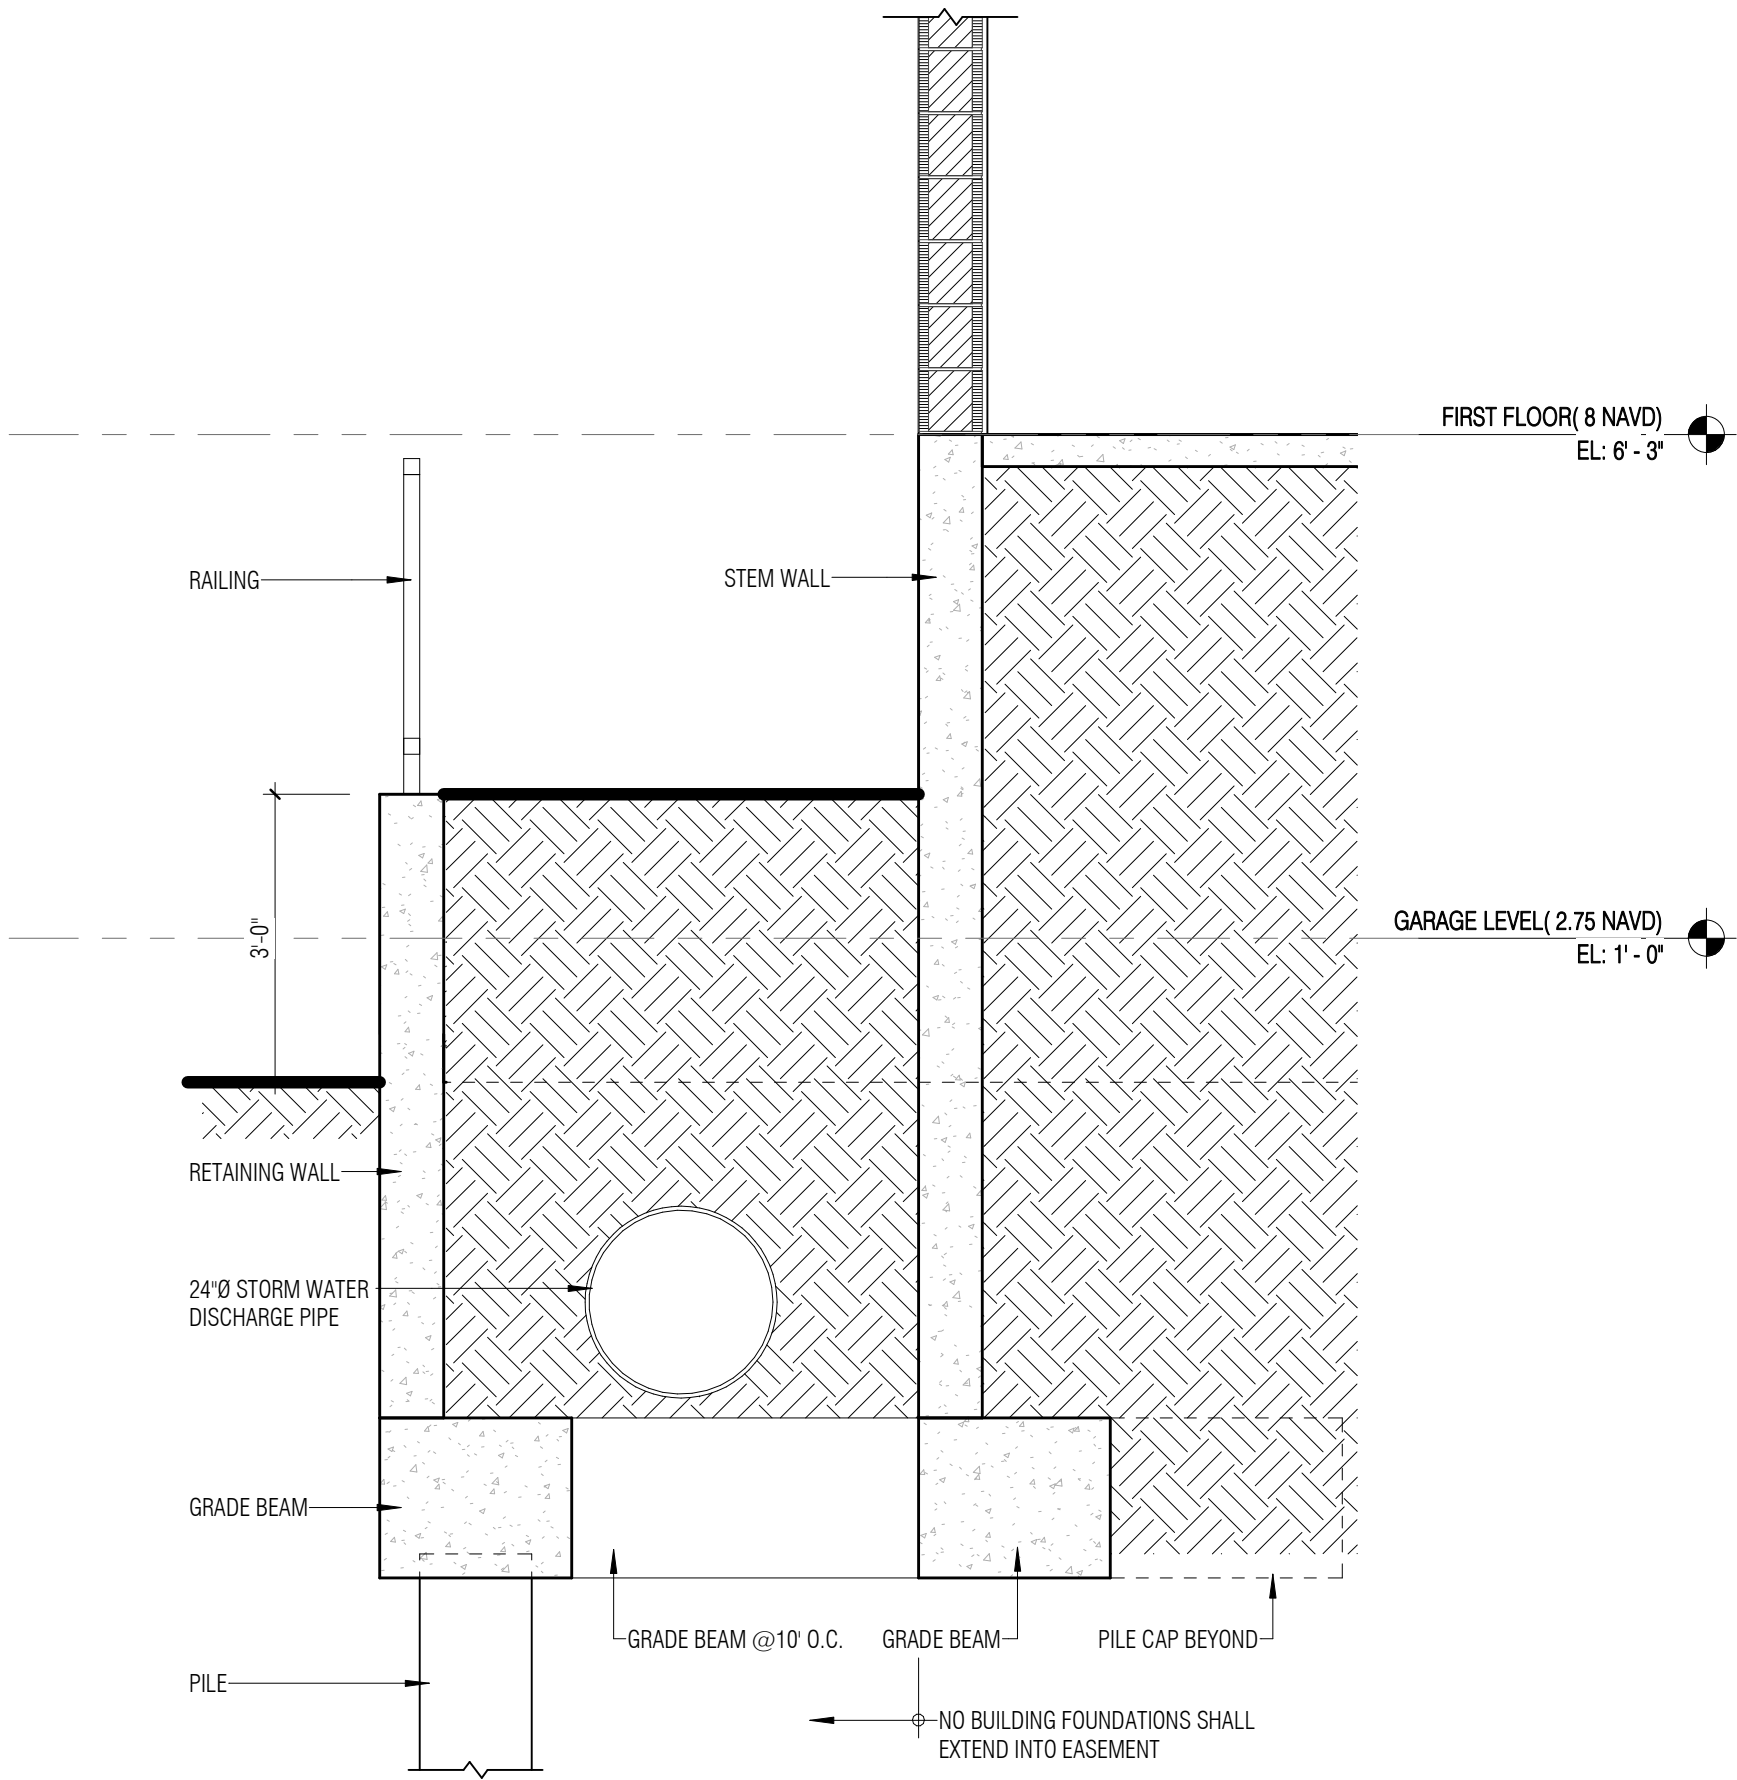 FIRST FLOOR( 8 NAVD)
EL: 6' - 3"
RAILING
STEM WALL
3'-0"
GARAGE LEVEL( 2.75 NAVD)
EL: 1' - 0"
RETAINING WALL
24"Ø STORM WATER
DISCHARGE PIPE
GRADE BEAM
GRADE BEAM @10' O.C.
GRADE BEAM
PILE CAP BEYOND
PILE
NO BUILDING FOUNDATIONS SHALL
EXTEND INTO EASEMENT